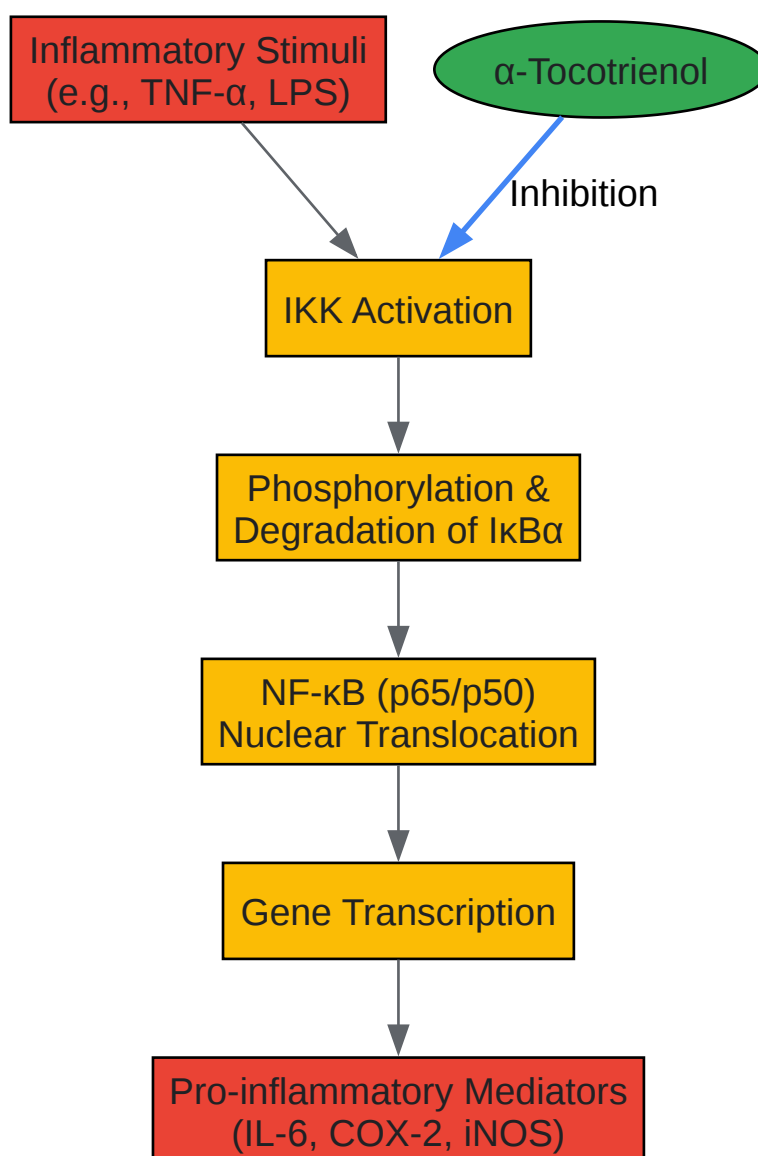 Inflammatory Stimuli
(e.g., TNF-α, LPS)
α-Tocotrienol
Inhibition
IKK Activation
Phosphorylation &
Degradation of IκBα
NF-κB (p65/p50)
Nuclear Translocation
Gene Transcription
Pro-inflammatory Mediators
(IL-6, COX-2, iNOS)